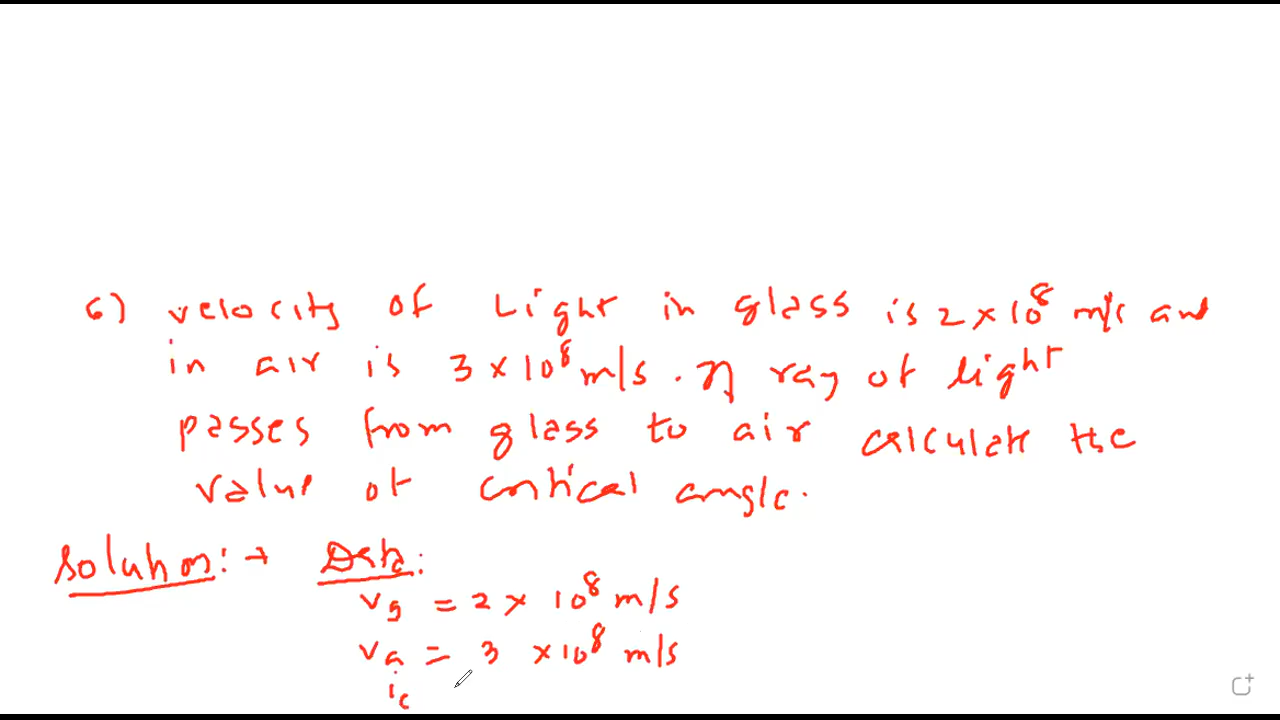 6) velocity of Light in glass is 2 × 10⁸ m/s and
in air is 3 × 10⁸ m/s . If ray of light
passes from glass to air calculate the
value of critical angle.
Solution: → Data:
vg = 2 × 10⁸ m/s
va = 3 × 10⁸ m/s
ic